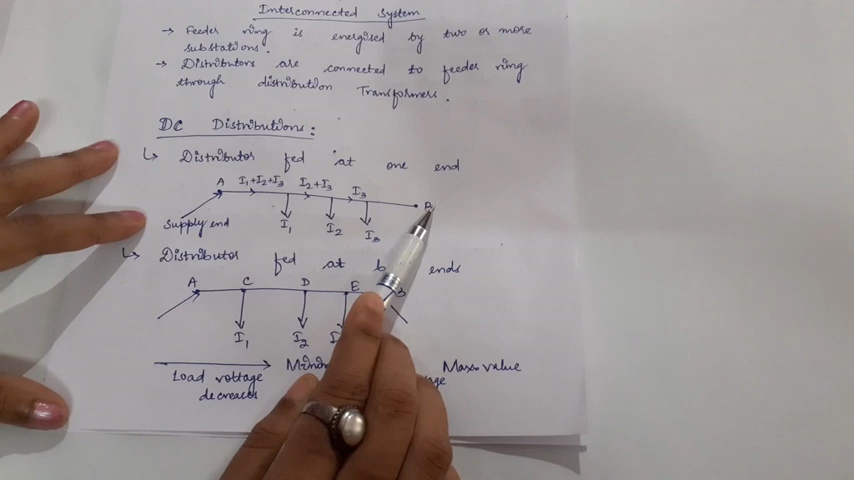 Interconnected System
→ Feeder ring is energised by two or more
substations.
→ Distributors are connected to feeder ring
through distribution Transformers.
DC Distributions:
↳ Distributor fed at one end
A I₁+I₂+I₃ I₂+I₃ I₃
Supply end I₁ I₂ I₃
↳ Distributor fed at ends
A C D E
I₁ I₂
Load voltage Max value
decreases